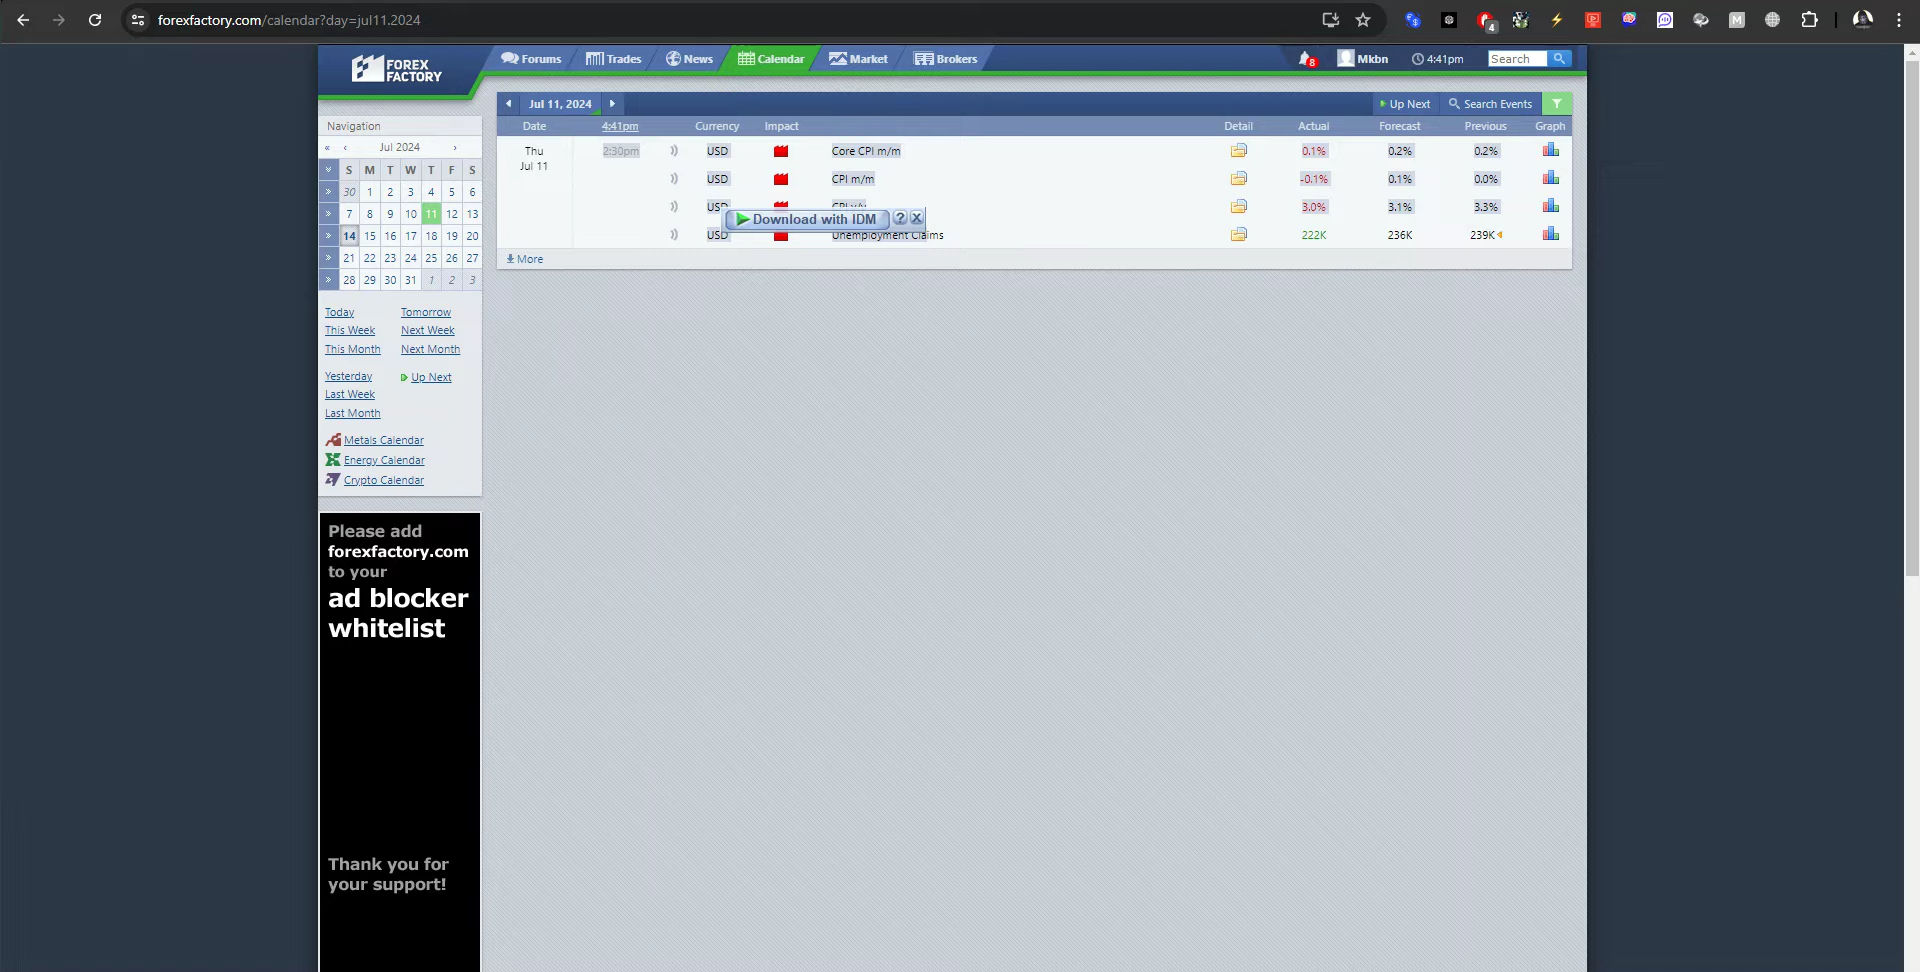 forexfactory.com/calendar?day=jul11.2024
4
FOREX FACTORY
Forums Trades News Calendar Market Brokers
8 Mkbn 4:41pm Search
Jul 11, 2024 Up Next Search Events
Date 4:41pm Currency Impact Detail Actual Forecast Previous Graph
Thu Jul 11
2:30pm USD Core CPI m/m 0.1% 0.2% 0.2%
USD CPI m/m -0.1% 0.1% 0.0%
USD CPI y/y 3.0% 3.1% 3.3%
Download with IDM ? X
USD Unemployment Claims 222K 236K 239K
More
Navigation
« ‹ Jul 2024 ›
S M T W T F S
» 30 1 2 3 4 5 6
» 7 8 9 10 11 12 13
» 14 15 16 17 18 19 20
» 21 22 23 24 25 26 27
» 28 29 30 31 1 2 3
Today Tomorrow
This Week Next Week
This Month Next Month
Yesterday Up Next
Last Week
Last Month
Metals Calendar
Energy Calendar
Crypto Calendar
Please add
forexfactory.com
to your
ad blocker
whitelist
Thank you for
your support!